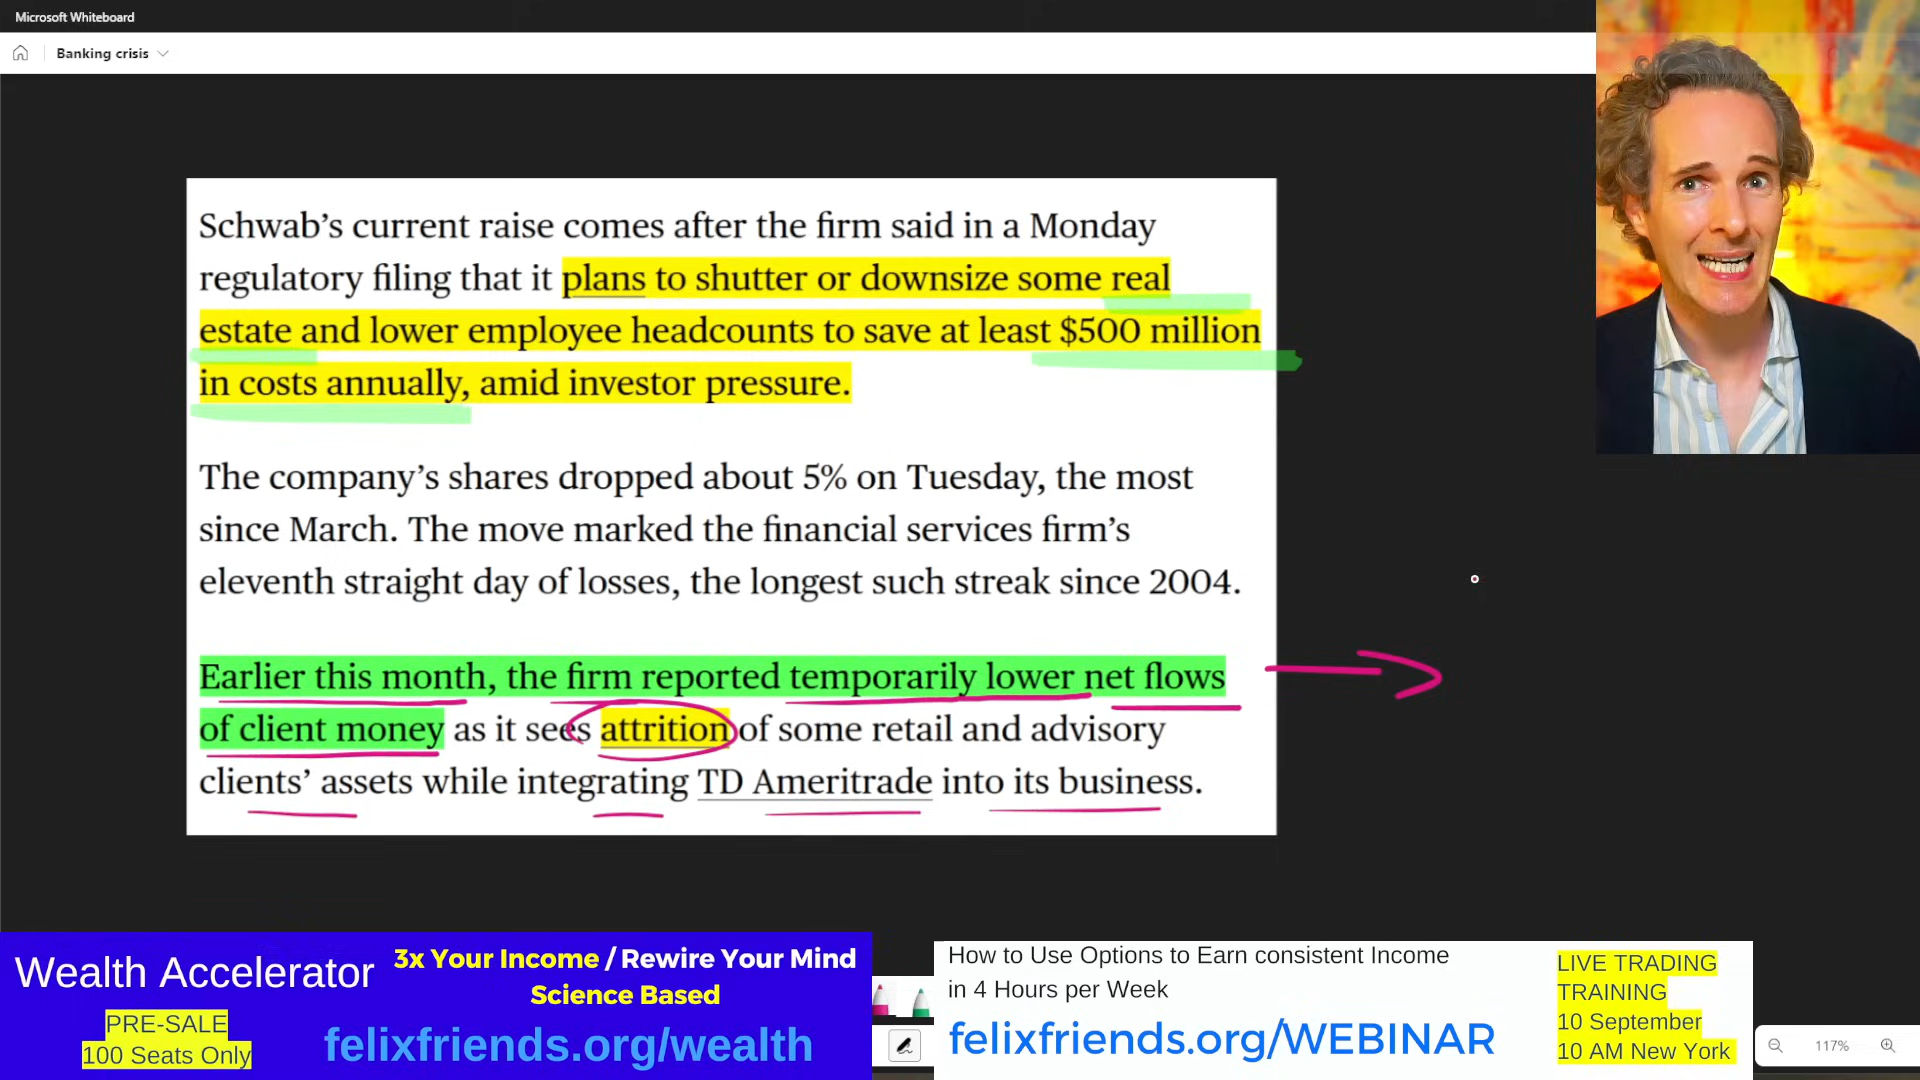 Microsoft Whiteboard
Banking crisis
Schwab’s current raise comes after the firm said in a Monday
regulatory filing that it plans to shutter or downsize some real
estate and lower employee headcounts to save at least $500 million
in costs annually, amid investor pressure.
The company’s shares dropped about 5% on Tuesday, the most
since March. The move marked the financial services firm’s
eleventh straight day of losses, the longest such streak since 2004.
Earlier this month, the firm reported temporarily lower net flows
of client money as it sees attrition of some retail and advisory
clients’ assets while integrating TD Ameritrade into its business.
Wealth Accelerator
PRE-SALE
100 Seats Only
3x Your Income / Rewire Your Mind
Science Based
felixfriends.org/wealth
How to Use Options to Earn consistent Income
in 4 Hours per Week
felixfriends.org/WEBINAR
LIVE TRADING
TRAINING
10 September
10 AM New York
117%